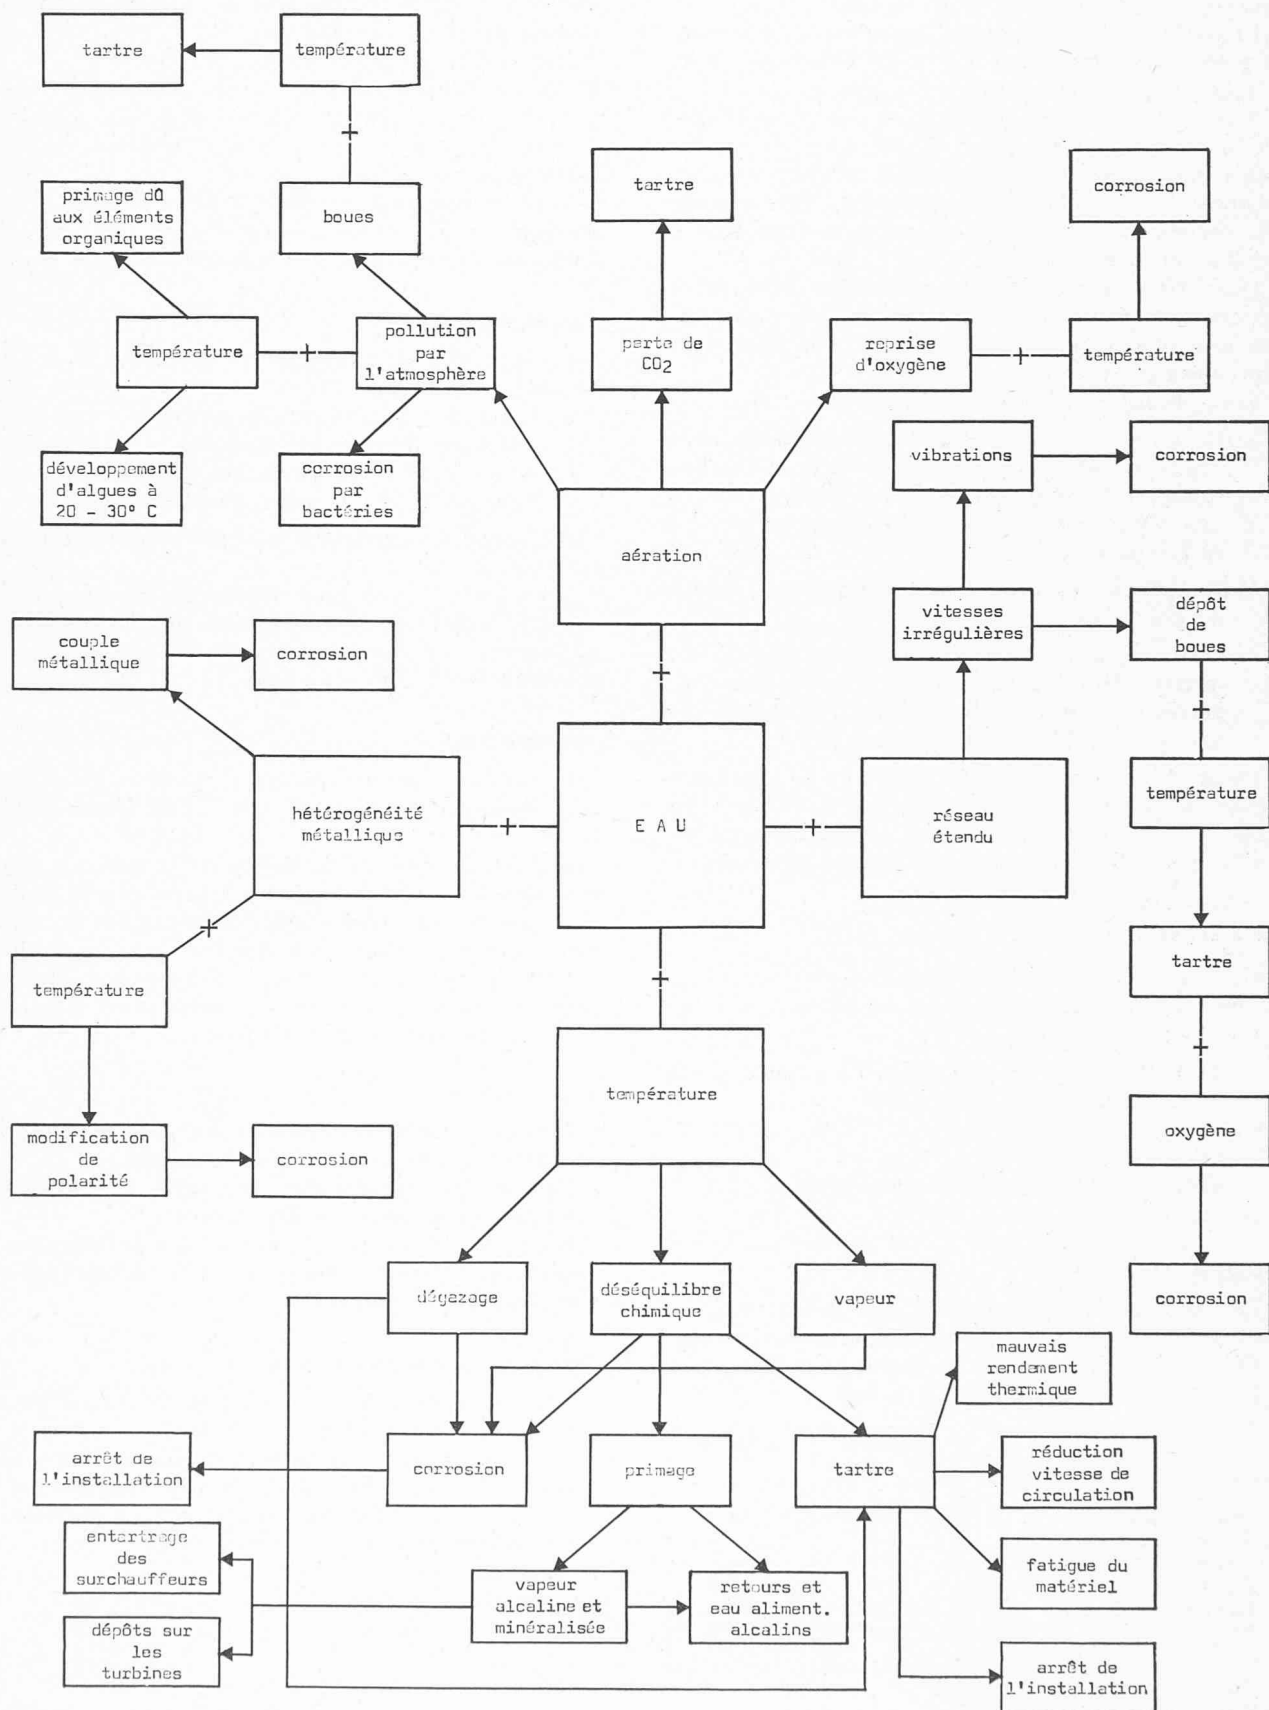 tartre
température
primage dû
aux éléments
organiques
boues
tartre
corrosion
température
pollution
par
l'atmosphère
perte de
CO2
reprise
d'oxygène
température
développement
d'algues à
20 - 30° C
corrosion
par
bactéries
aération
vibrations
corrosion
couple
métallique
corrosion
vitesses
irrégulières
dépôt
de
boues
hétérogénéité
métallique
E A U
réseau
étendu
température
température
tartre
température
oxygène
modification
de
polarité
corrosion
dégazage
déséquilibre
chimique
vapeur
corrosion
mauvais
rendement
thermique
arrêt de
l'installation
corrosion
primage
tartre
réduction
vitesse de
circulation
entartrage
des
surchauffeurs
vapeur
alcaline et
minéralisée
retours et
eau aliment.
alcalins
fatigue du
matériel
dépôts sur
les
turbines
arrêt de
l'installation